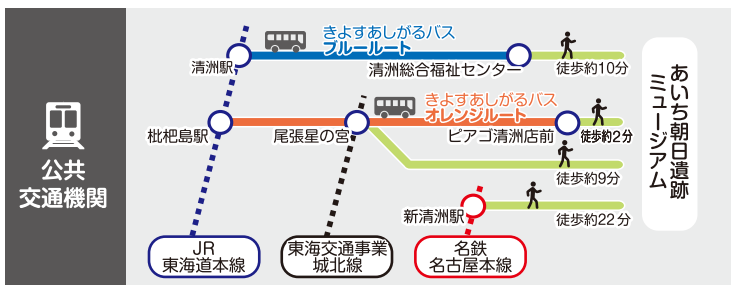 公共
交通機関
きよすあしがるバス
ブルールート
清洲駅
清洲総合福祉センター
徒歩約10分
きよすあしがるバス
オレンジルート
枇杷島駅
尾張星の宮
ピアゴ清洲店前
徒歩約2分
徒歩約9分
新清洲駅
徒歩約22分
あいち朝日遺跡
ミュージアム
JR
東海道本線
東海交通事業
城北線
名鉄
名古屋本線